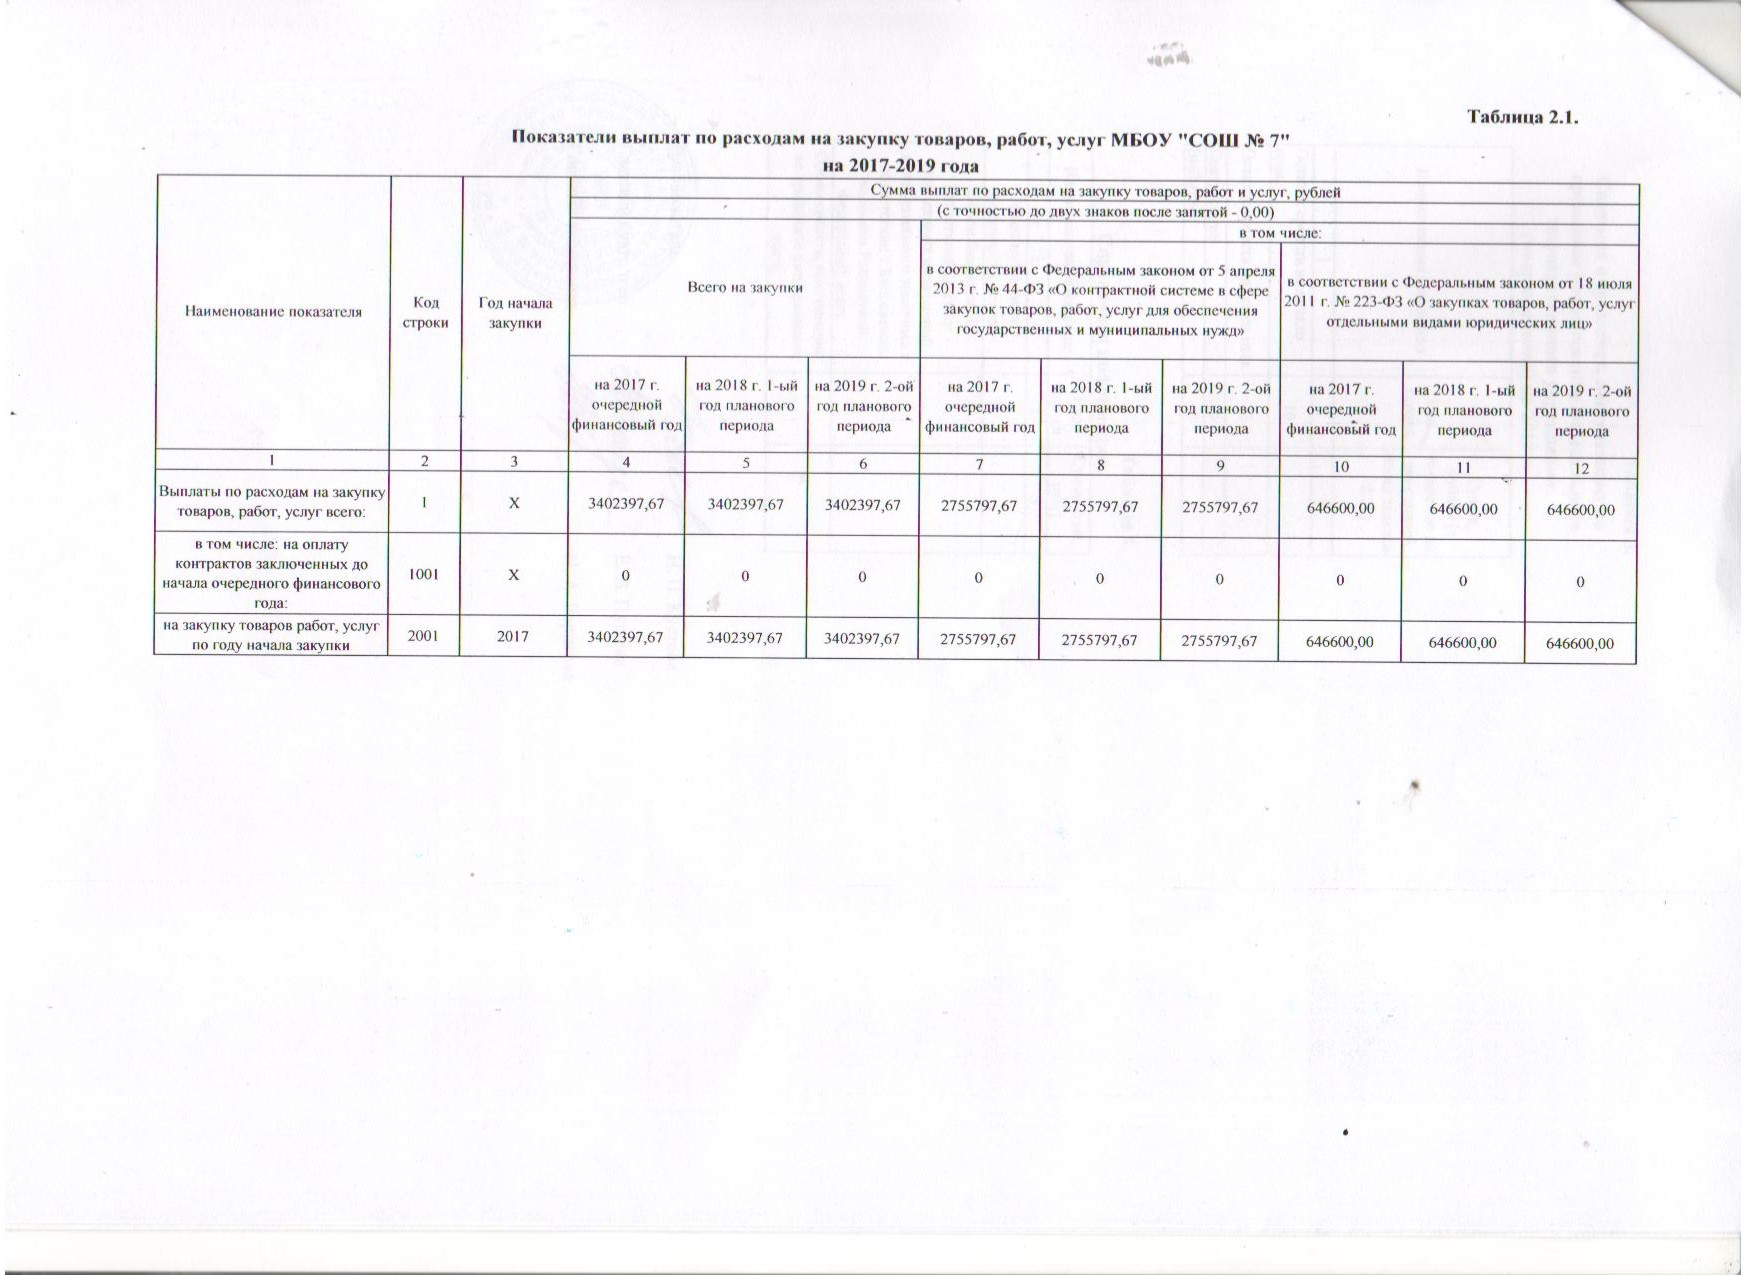 Таблица 2.1.
Показатели выплат по расходам на закупку товаров, работ, услуг МБОУ "СОШ № 7"
на 2017-2019 года
Наименование показателя
Код
строки
Год начала
закупки
Сумма выплат по расходам на закупку товаров, работ и услуг, рублей
(с точностью до двух знаков после запятой - 0,00)
Всего на закупки
в том числе:
в соответствии с Федеральным законом от 5 апреля
2013 г. № 44-ФЗ «О контрактной системе в сфере
закупок товаров, работ, услуг для обеспечения
государственных и муниципальных нужд»
в соответствии с Федеральным законом от 18 июля
2011 г. № 223-ФЗ «О закупках товаров, работ, услуг
отдельными видами юридических лиц»
на 2017 г.
очередной
финансовый год
на 2018 г. 1-ый
год планового
периода
на 2019 г. 2-ой
год планового
периода
на 2017 г.
очередной
финансовый год
на 2018 г. 1-ый
год планового
периода
на 2019 г. 2-ой
год планового
периода
на 2017 г.
очередной
финансовый год
на 2018 г. 1-ый
год планового
периода
на 2019 г. 2-ой
год планового
периода
1 2 3 4 5 6 7 8 9 10 11 12
Выплаты по расходам на закупку
товаров, работ, услуг всего:
1 X 3402397,67 3402397,67 3402397,67 2755797,67 2755797,67 2755797,67 646600,00 646600,00 646600,00
в том числе: на оплату
контрактов заключенных до
начала очередного финансового
года:
1001 X 0 0 0 0 0 0 0 0 0
на закупку товаров работ, услуг
по году начала закупки
2001 2017 3402397,67 3402397,67 3402397,67 2755797,67 2755797,67 2755797,67 646600,00 646600,00 646600,00